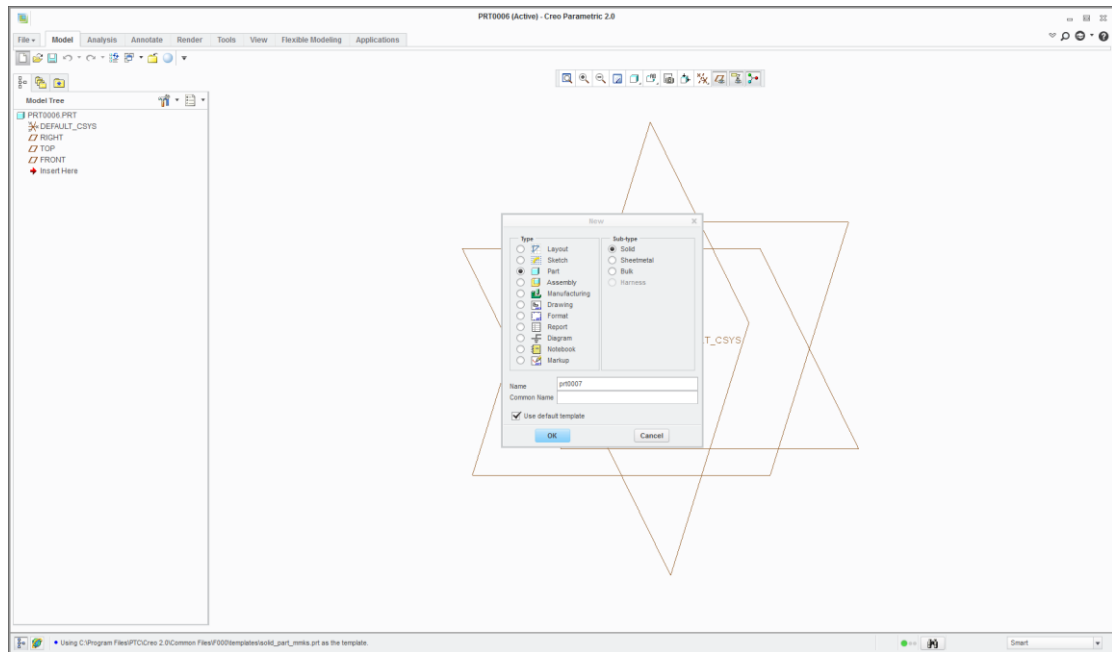 PRT0006 (Active) - Creo Parametric 2.0
File Model Analysis Annotate Render Tools View Flexible Modeling Applications
Model Tree
PRT0006.PRT
DEFAULT_CSYS
RIGHT
TOP
FRONT
Insert Here
New
Type
Layout
Sketch
Part
Assembly
Manufacturing
Drawing
Format
Report
Diagram
Notebook
Markup
Sub-type
Solid
Sheetmetal
Bulk
Harness
T_CSYS
Name prt0007
Common Name
Use default template
OK Cancel
Using C:\Program Files\PTC\Creo 2.0\Common Files\F000\templates\solid_part_mmks.prt as the template.
Smart